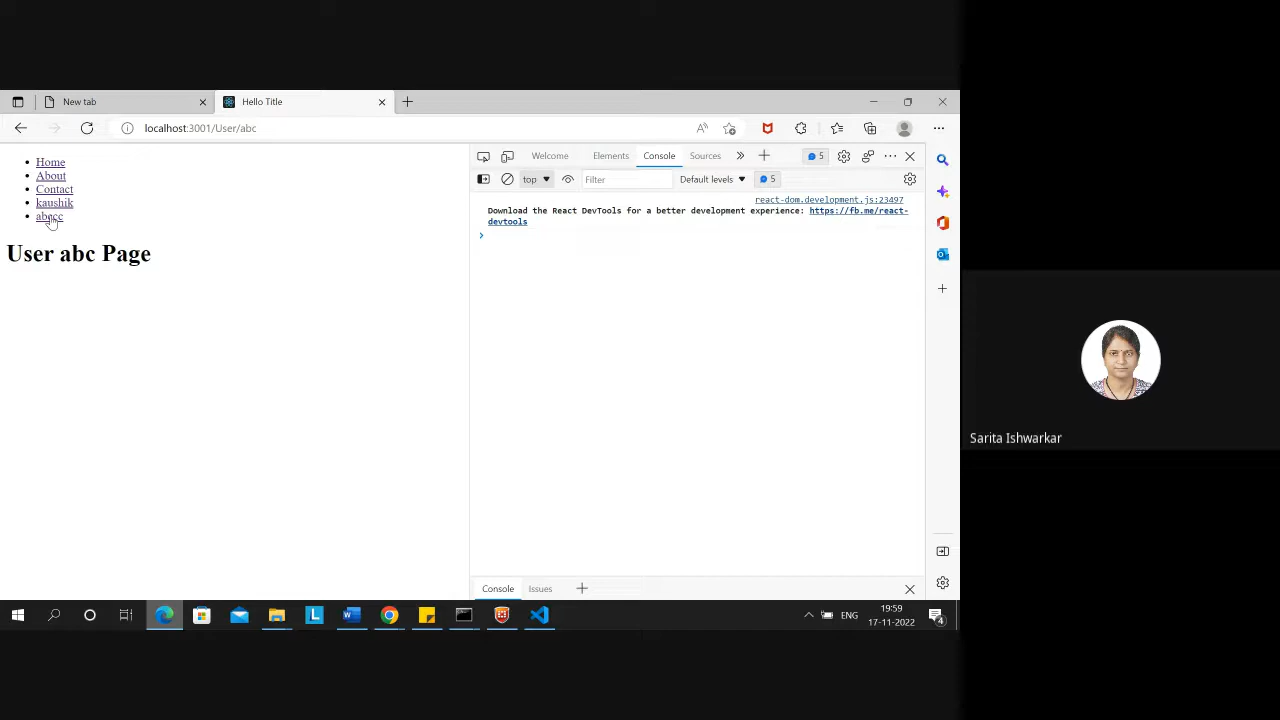 New tab
Hello Title
localhost:3001/User/abc
Home
About
Contact
kaushik
abcc
User abc Page
Welcome
Elements
Console
Sources
5
top
Filter
Default levels
5
react-dom.development.js:23497
Download the React DevTools for a better development experience: https://fb.me/react-
devtools
Console
Issues
ENG
19:59
17-11-2022
4
Sarita Ishwarkar